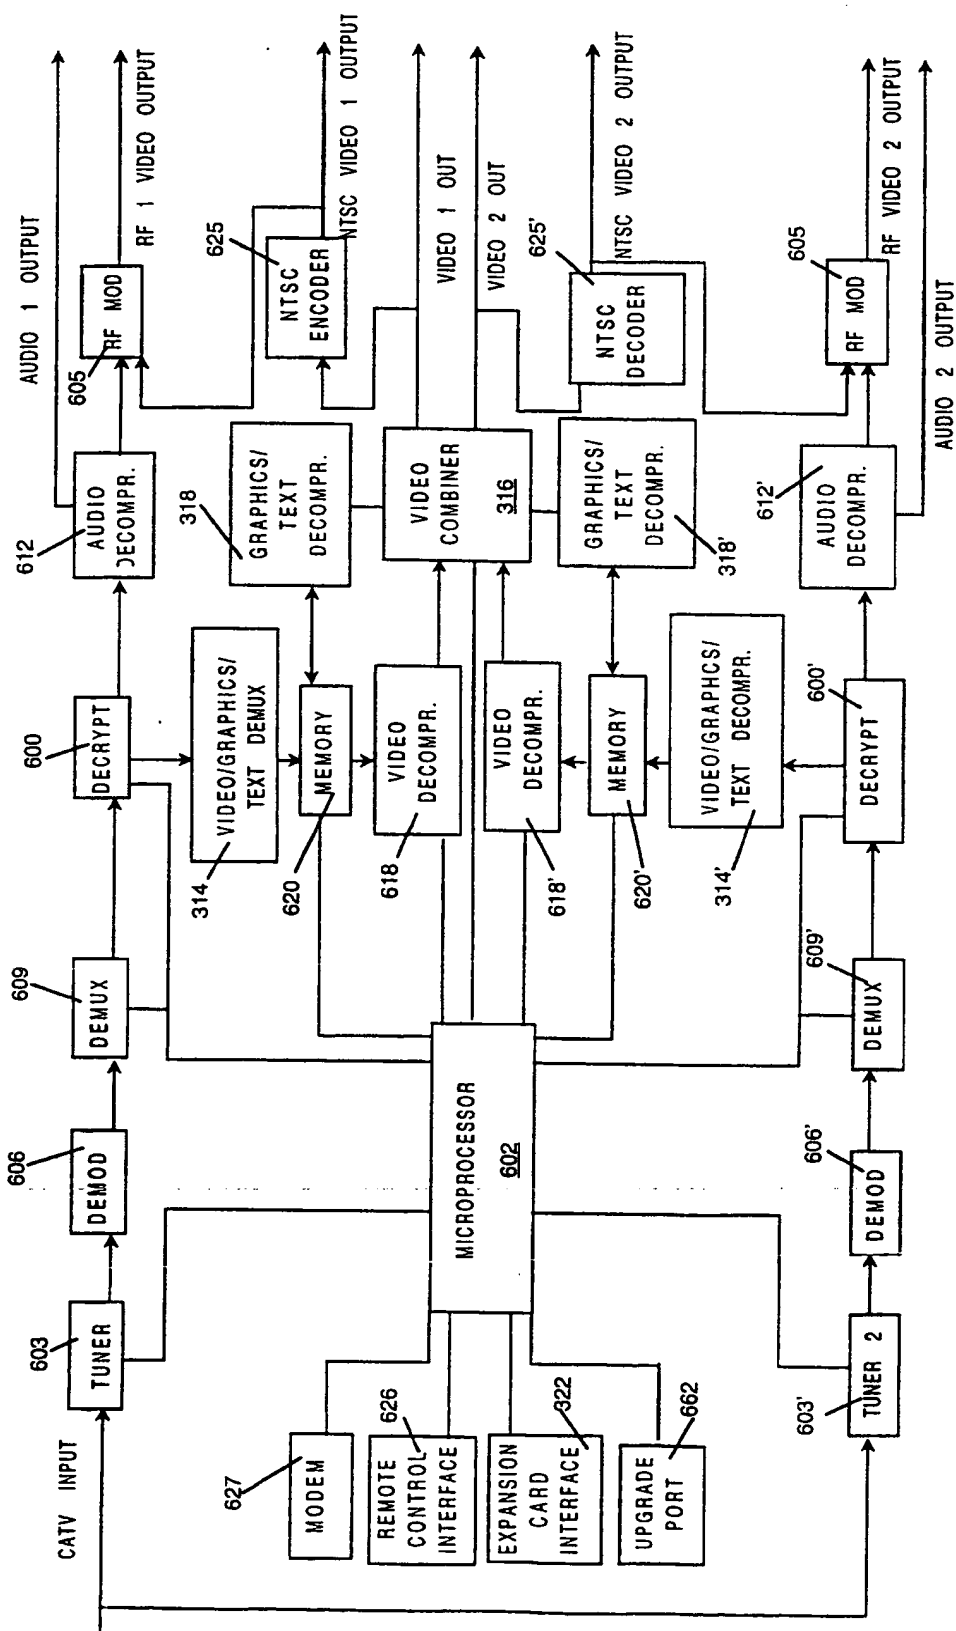 CATV INPUT
603
TUNER
606
DEMOD
609
DEMUX
600
DECRYPT
612
AUDIO
DECOMPR.
605
RF MOD
AUDIO 1 OUTPUT
RF 1 VIDEO OUTPUT
314
VIDEO/GRAPHICS/
TEXT DEMUX
318
GRAPHICS/
TEXT
DECOMPR.
625
NTSC
ENCODER
NTSC VIDEO 1 OUTPUT
627
MODEM
626
REMOTE
CONTROL
INTERFACE
322
EXPANSION
CARD
INTERFACE
662
UPGRADE
PORT
MICROPROCESSOR
602
620
MEMORY
618
VIDEO
DECOMPR.
VIDEO
COMBINER
316
VIDEO 1 OUT
VIDEO 2 OUT
618'
VIDEO
DECOMPR.
620'
MEMORY
314'
VIDEO/GRAPHCS/
TEXT DECOMPR.
318'
GRAPHICS/
TEXT
DECOMPR.
625'
NTSC
DECODER
NTSC VIDEO 2 OUTPUT
603'
TUNER 2
606'
DEMOD
609'
DEMUX
600'
DECRYPT
612'
AUDIO
DECOMPR.
605
RF MOD
RF VIDEO 2 OUTPUT
AUDIO 2 OUTPUT